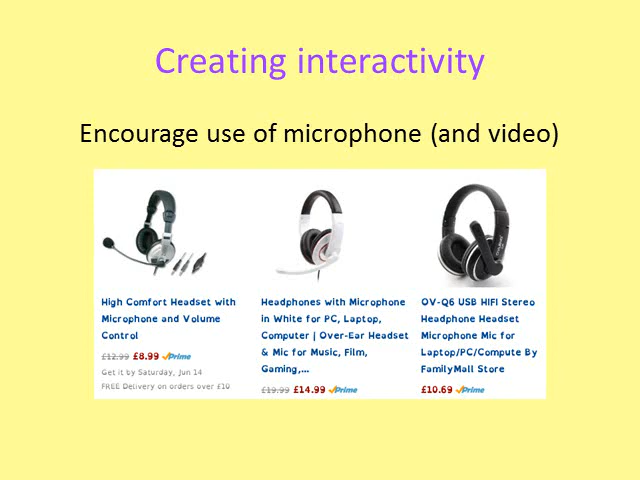 Creating interactivity
Encourage use of microphone (and video)
High Comfort Headset with
Microphone and Volume
Control
£12.99 £8.99 Prime
Get it by Saturday, Jun 14
FREE Delivery on orders over £10
Headphones with Microphone
in White for PC, Laptop,
Computer | Over-Ear Headset
& Mic for Music, Film,
Gaming,...
£19.99 £14.99 Prime
OV-Q6 USB HIFI Stereo
Headphone Headset
Microphone Mic for
Laptop/PC/Compute By
FamilyMall Store
£10.69 Prime